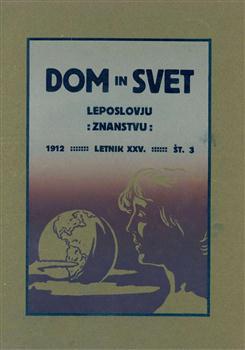 DOM IN SVET
LEPOSLOVJU
: ZNANSTVU :
1912 ::::::: LETNIK XXV. :::::: ŠT. 3